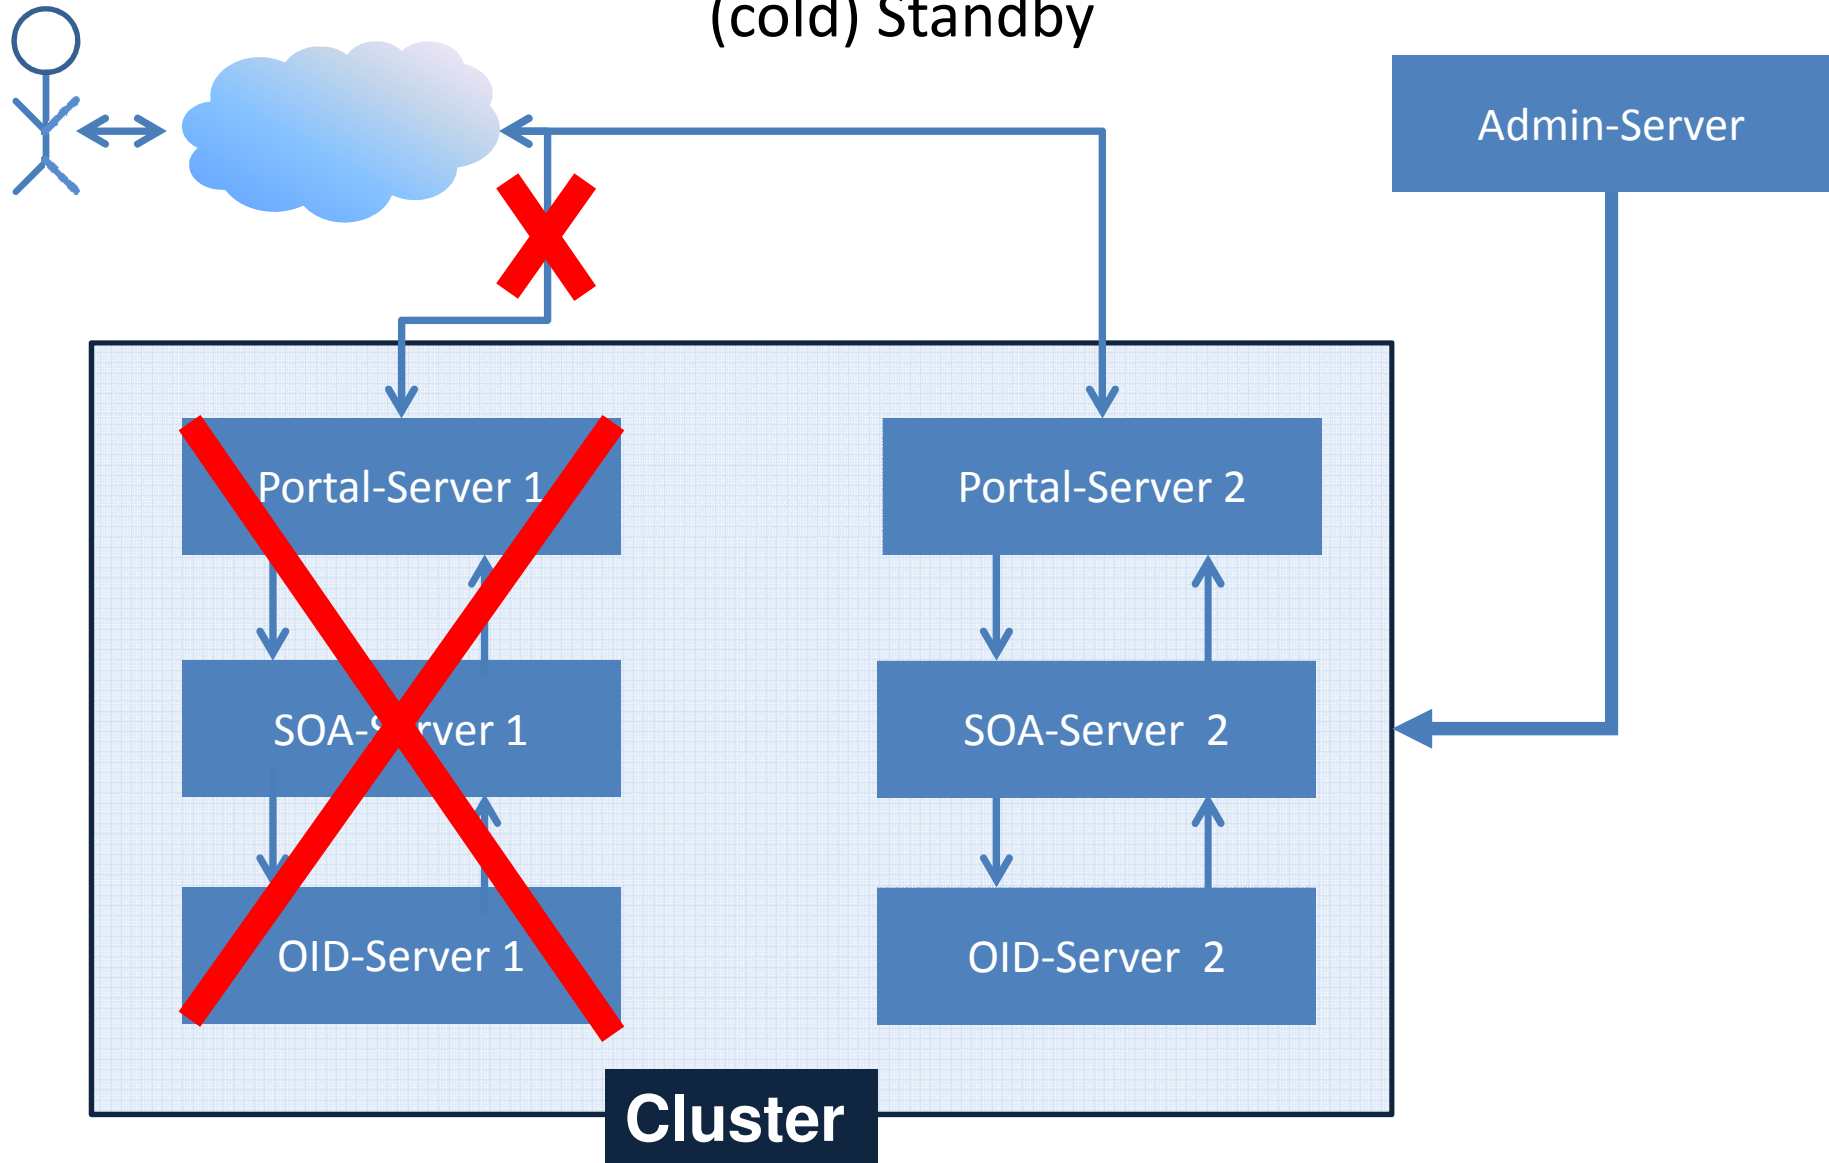 (cold) Standby
Admin-Server
Portal-Server 1
Portal-Server 2
SOA-Server 1
SOA-Server 2
OID-Server 1
OID-Server 2
Cluster